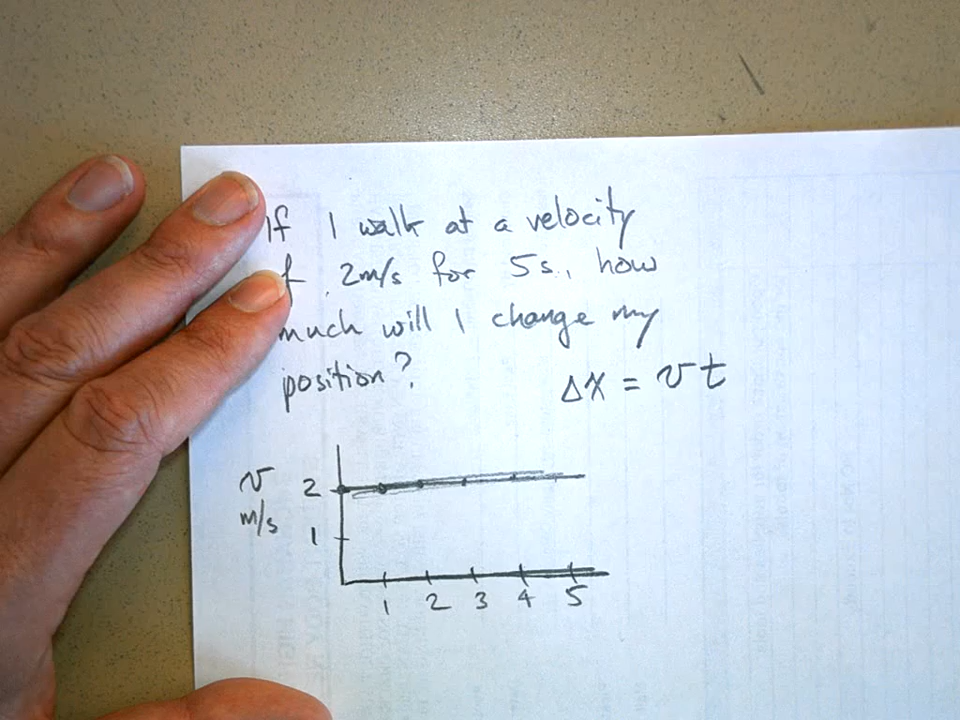 If I walk at a velocity
f 2m/s for 5s., how
much will I change my
position?
Δx = vt
v
m/s
2
1
1 2 3 4 5